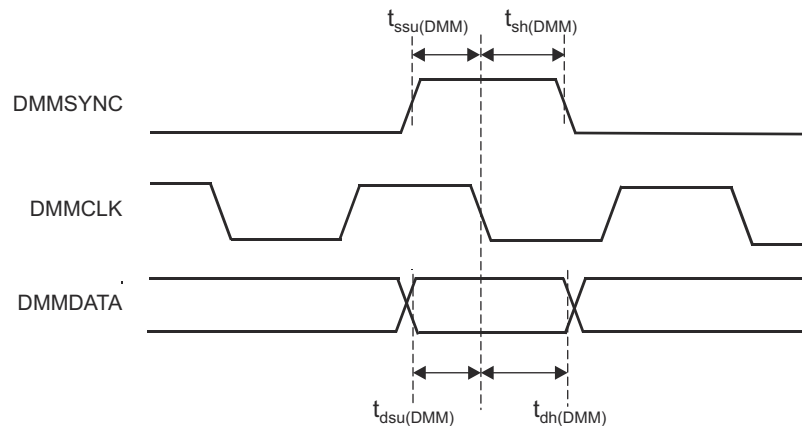 tssu(DMM) tsh(DMM)
DMMSYNC
DMMCLK
DMMDATA
tdsu(DMM) tdh(DMM)